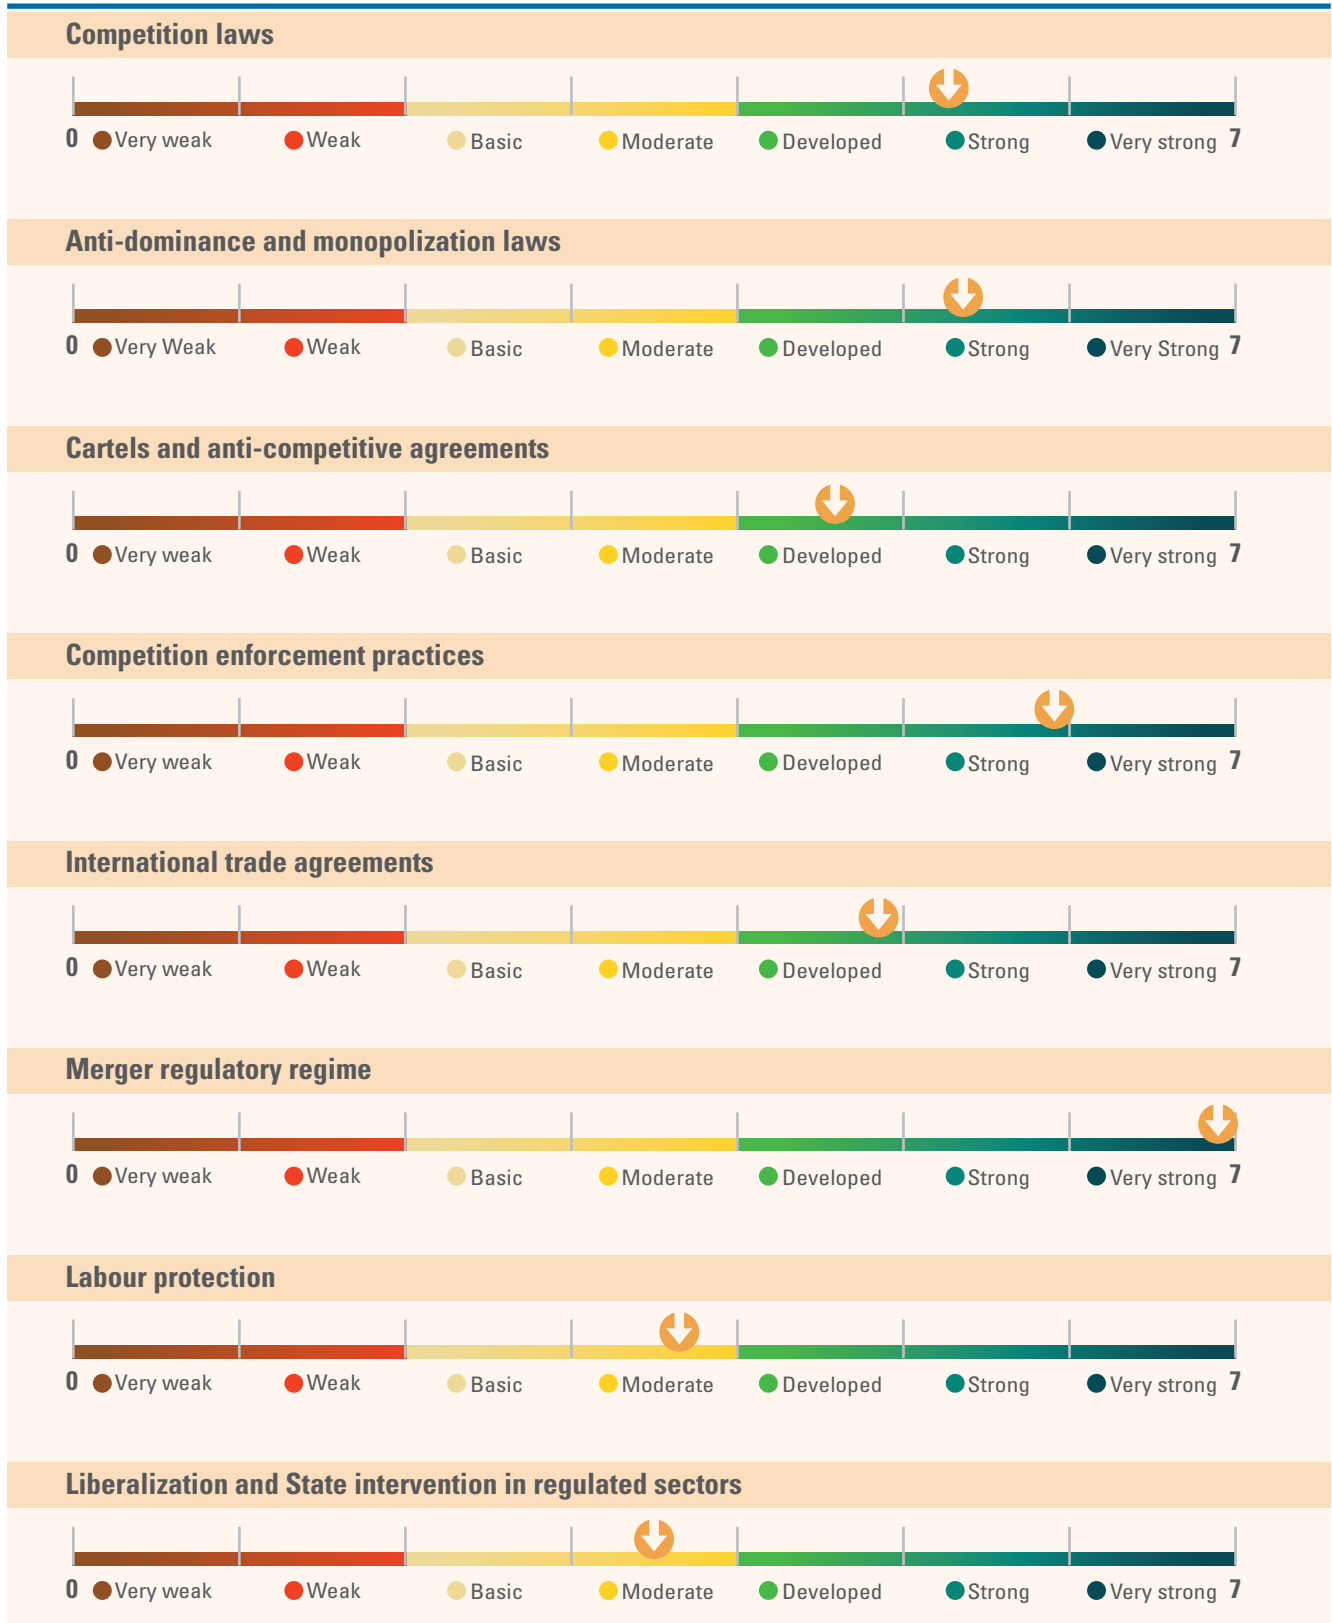 Competition laws
0 Very weak Weak Basic Moderate Developed Strong Very strong 7
Anti-dominance and monopolization laws
0 Very Weak Weak Basic Moderate Developed Strong Very Strong 7
Cartels and anti-competitive agreements
0 Very weak Weak Basic Moderate Developed Strong Very strong 7
Competition enforcement practices
0 Very weak Weak Basic Moderate Developed Strong Very strong 7
International trade agreements
0 Very weak Weak Basic Moderate Developed Strong Very strong 7
Merger regulatory regime
0 Very weak Weak Basic Moderate Developed Strong Very strong 7
Labour protection
0 Very weak Weak Basic Moderate Developed Strong Very strong 7
Liberalization and State intervention in regulated sectors
0 Very weak Weak Basic Moderate Developed Strong Very strong 7